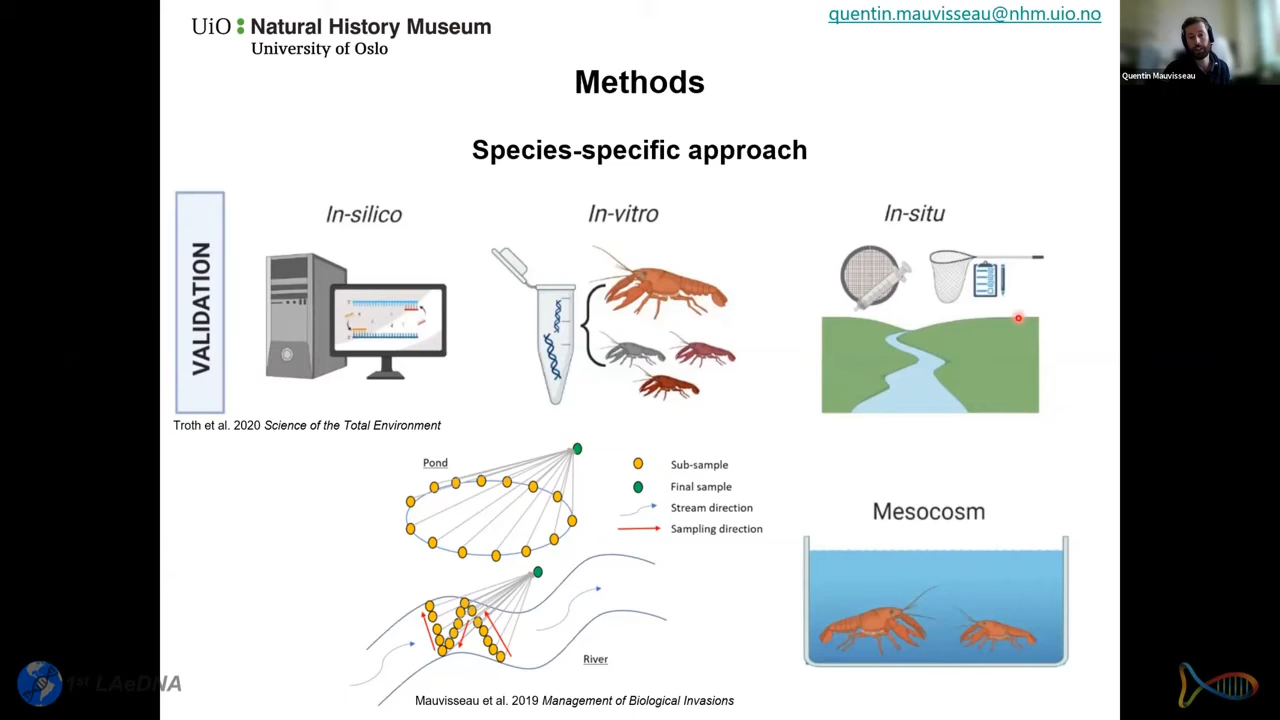 UiO : Natural History Museum
University of Oslo
quentin.mauvisseau@nhm.uio.no
Quentin Mauvisseau
Methods
Species-specific approach
VALIDATION
In-silico
In-vitro
In-situ
Troth et al. 2020 Science of the Total Environment
Pond
Sub-sample
Final sample
Stream direction
Sampling direction
Mesocosm
River
Mauvisseau et al. 2019 Management of Biological Invasions
1st LAeDNA